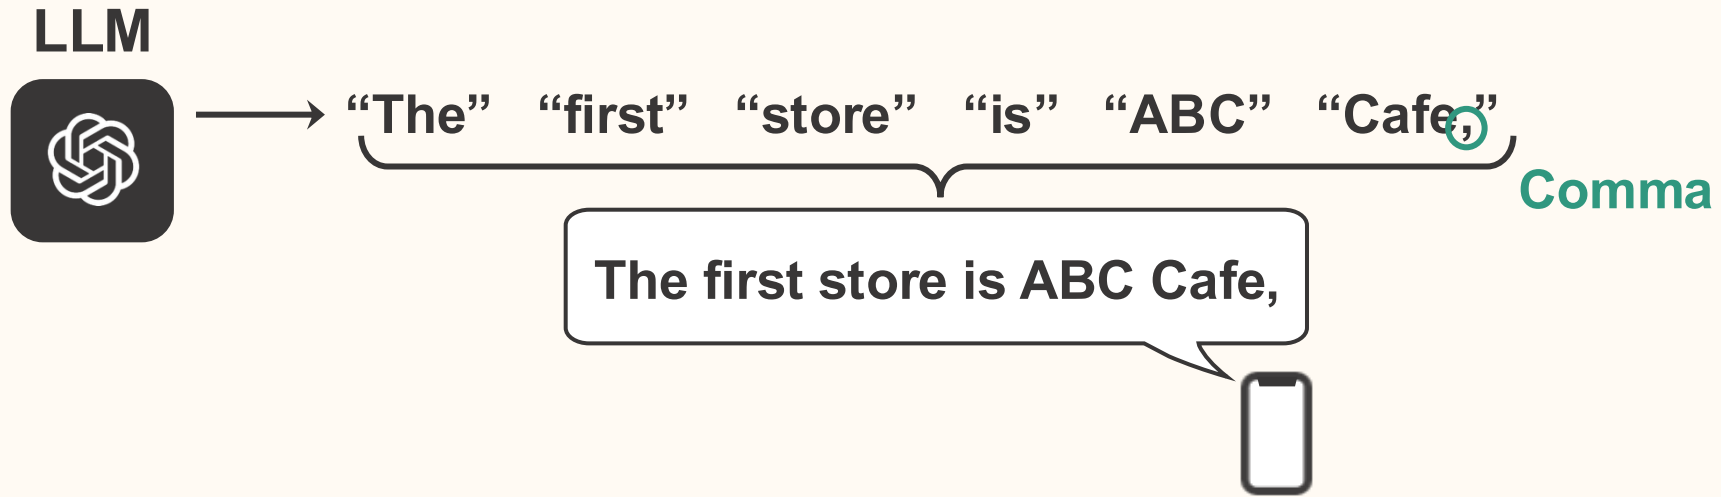 LLM
“The” “first” “store” “is” “ABC” “Cafe,”
Comma
The first store is ABC Cafe,